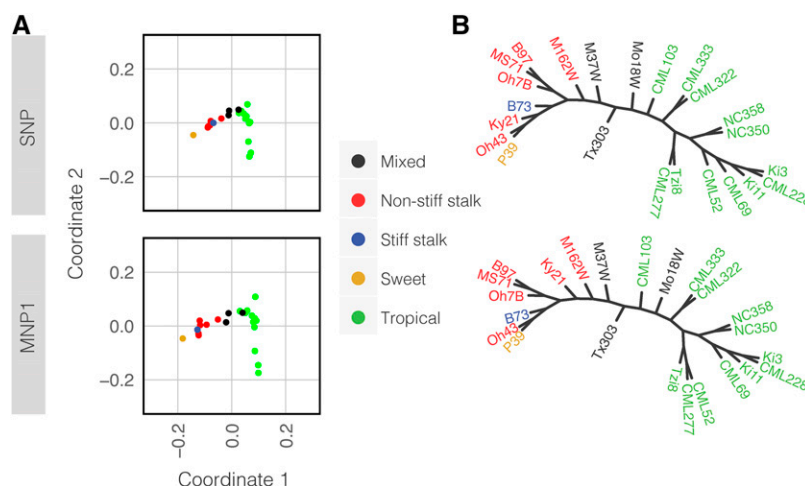 A
SNP
MNP1
0.2
0.0
−0.2
0.2
0.0
−0.2
−0.2
0.0
0.2
Coordinate 2
Coordinate 1
Mixed
Non-stiff stalk
Stiff stalk
Sweet
Tropical
B
B97
MS71
Oh7B
M162W
M37W
Mo18W
CML103
CML333
CML322
B73
Ky21
Oh43
P39
Tx303
NC358
NC350
Ki3
CML228
Ki11
CML69
CML52
Tzi8
CML277
B97
MS71
Oh7B
Ky21
M162W
M37W
CML103
Mo18W
CML333
CML322
B73
Oh43
P39
Tx303
NC358
NC350
Ki3
CML228
Ki11
CML69
CML52
CML277
Tzi8